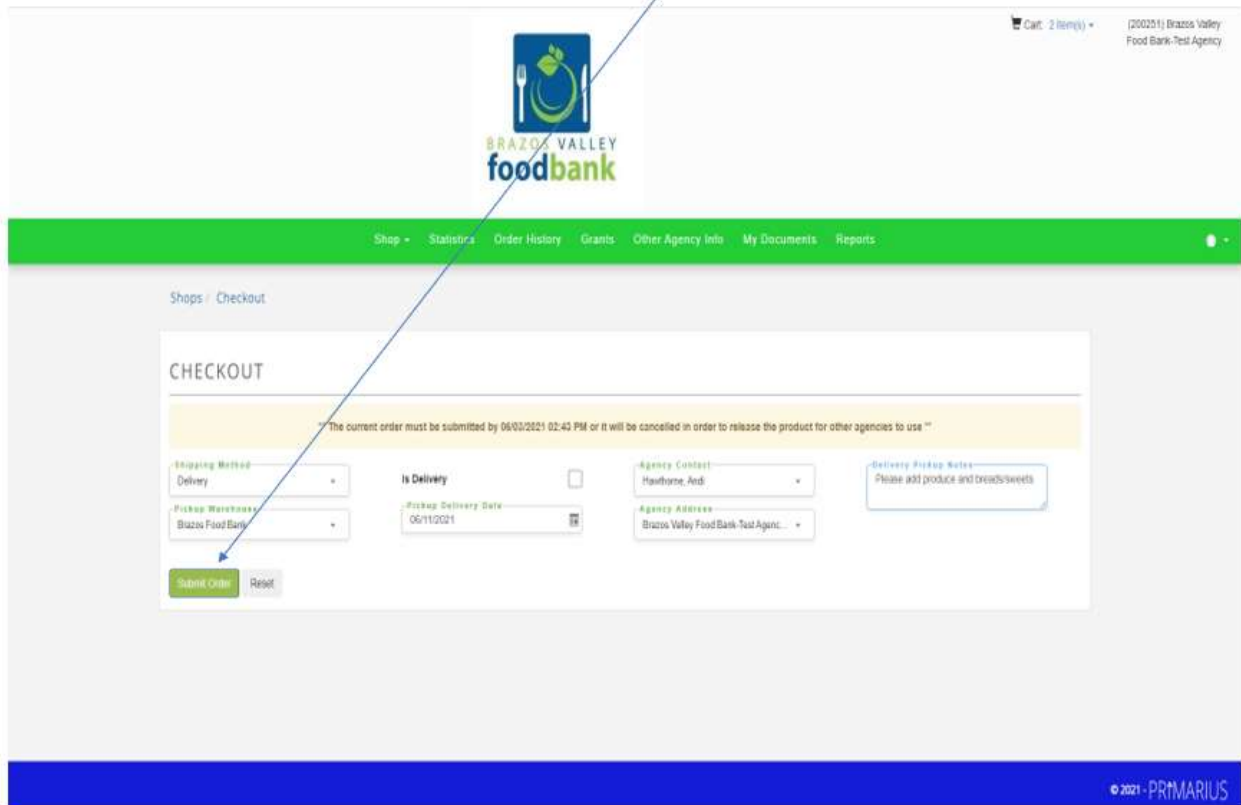 Cart: 2 item(s)
(200251) Brazos Valley
Food Bank-Test Agency
BRAZOS VALLEY
foodbank
Shop Statistics Order History Grants Other Agency Info My Documents Reports
Shops / Checkout
CHECKOUT
"" The current order must be submitted by 06/03/2021 02:43 PM or it will be cancelled in order to release the product for other agencies to use ""
Shipping Method
Delivery
Is Delivery
Agency Contact
Hawthorne, Andi
Delivery Pickup Notes
Please add produce and breads/sweets
Pickup Warehouse
Brazos Food Bank
Pickup Delivery Date
06/11/2021
Agency Address
Brazos Valley Food Bank-Test Agenc...
Submit Order Reset
© 2021 - PRIMARIUS